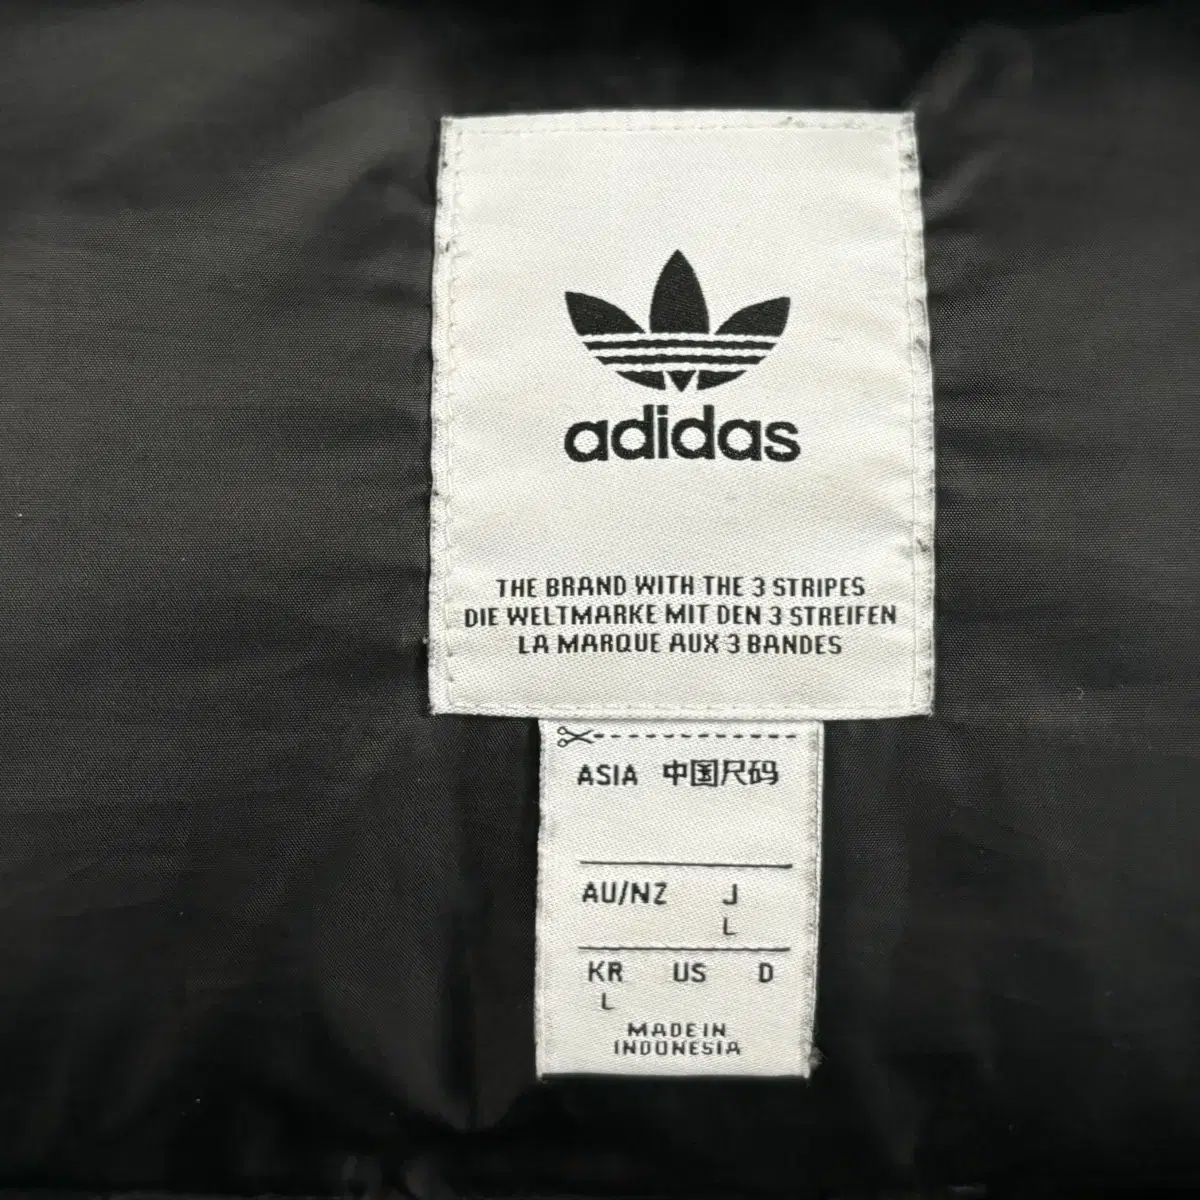 adidas
THE BRAND WITH THE 3 STRIPES
DIE WELTMARKE MIT DEN 3 STREIFEN
LA MARQUE AUX 3 BANDES
ASIA 中国尺码
AU/NZ J
L
KR US D
L
MADE IN
INDONESIA